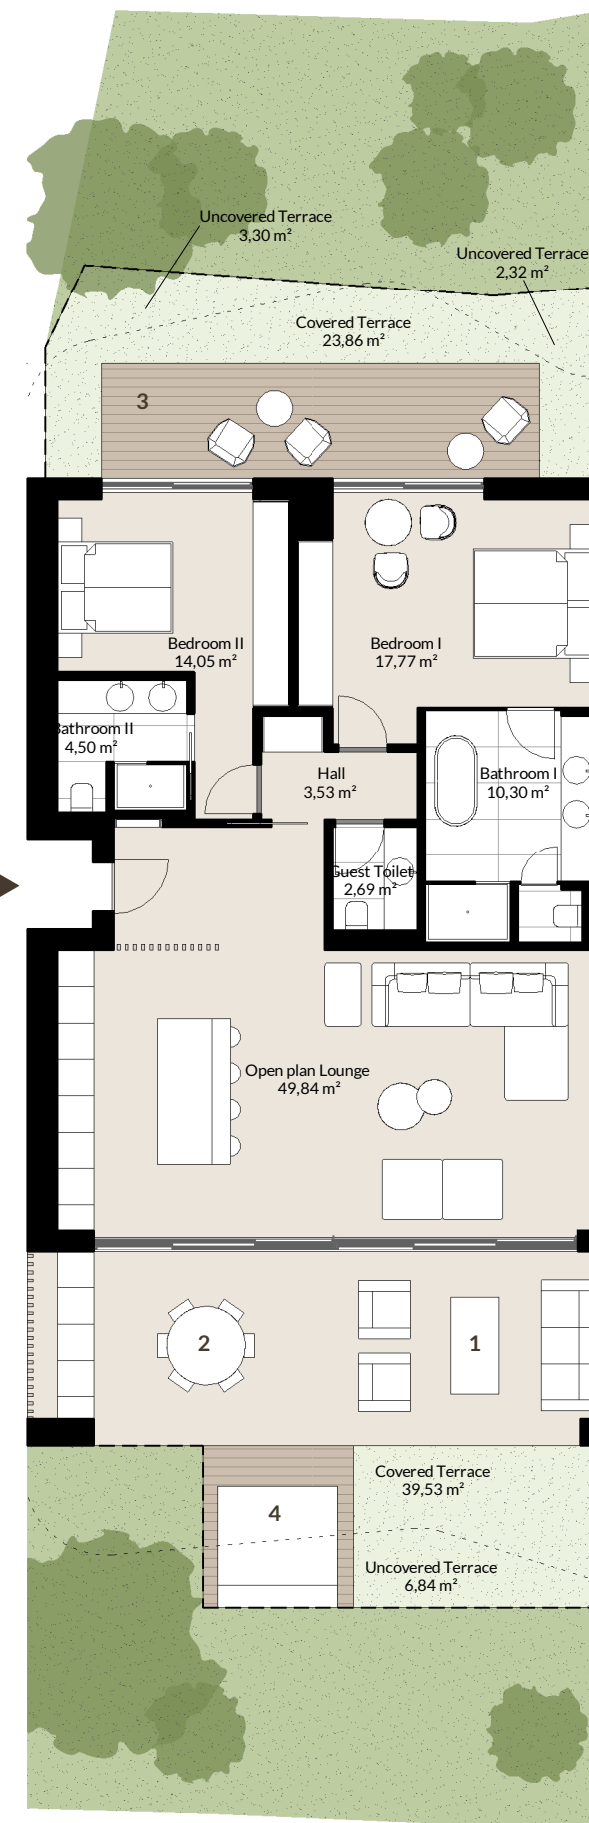 Uncovered Terrace
3,30 m²
Uncovered Terrace
2,32 m²
Covered Terrace
23,86 m²
3
Bedroom II
14,05 m²
Bedroom I
17,77 m²
Bathroom II
4,50 m²
Hall
3,53 m²
Bathroom I
10,30 m²
Guest Toilet
2,69 m²
Open plan Lounge
49,84 m²
2
1
Covered Terrace
39,53 m²
4
Uncovered Terrace
6,84 m²